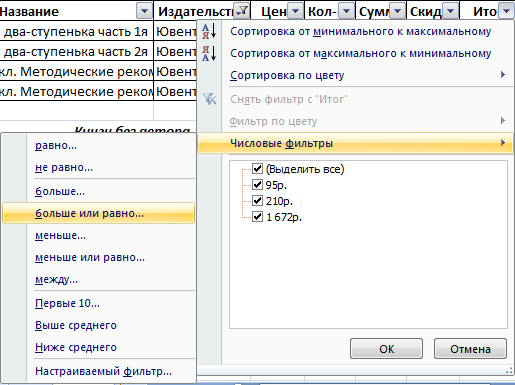 Название Издательств Цен Кол- Сумм Скид Ито
два-ступенька часть 1я Ювент
два-ступенька часть 2я Ювент
кл. Методические реком Ювент
кл. Методические реком Ювент
Книги без автора
Сортировка от минимального к максимальному
Сортировка от максимального к минимальному
Сортировка по цвету
Снять фильтр с "Итог"
Фильтр по цвету
Числовые фильтры
(Выделить все)
95р.
210р.
1 672р.
ОК Отмена
равно...
не равно...
больше...
больше или равно...
меньше...
меньше или равно...
между...
Первые 10...
Выше среднего
Ниже среднего
Настраиваемый фильтр...